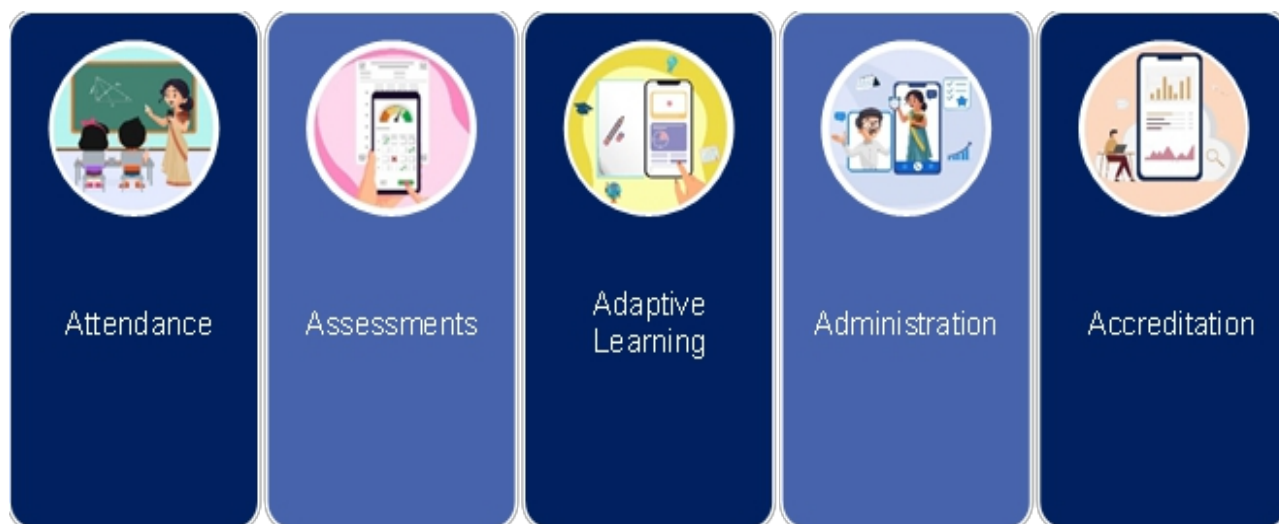 Attendance
Assessments
Adaptive
Learning
Administration
Accreditation